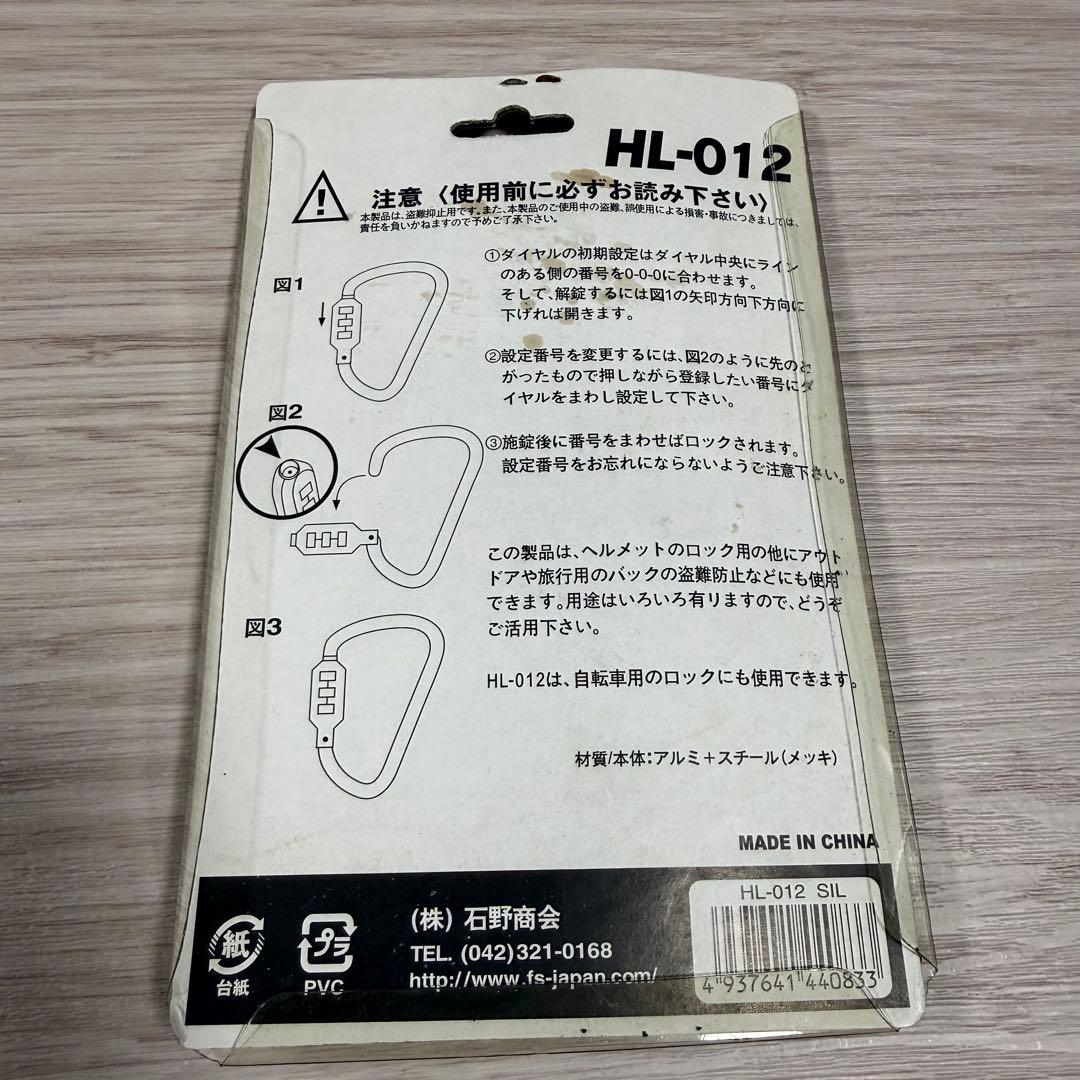 HL-012
注意〈使用前に必ずお読み下さい〉
本製品は、盗難抑止用です。また、本製品のご使用中の盗難、誤使用による損害・事故につきましては、
責任を負いかねますので予めご了承下さい。
図1
①ダイヤルの初期設定はダイヤル中央にライン
のある側の番号を0-0-0に合わせます。
そして、解錠するには図1の矢印方向下方向に
下げれば開きます。
②設定番号を変更するには、図2のように先のと
がったもので押しながら登録したい番号にダ
イヤルをまわし設定して下さい。
図2
③施錠後に番号をまわせばロックされます。
設定番号をお忘れにならないようご注意下さい。
この製品は、ヘルメットのロック用の他にアウト
ドアや旅行用のバックの盗難防止などにも使用
できます。用途はいろいろ有りますので、どうぞ
ご活用下さい。
図3
HL-012は、自転車用のロックにも使用できます。
材質/本体：アルミ＋スチール（メッキ）
MADE IN CHINA
紙
台紙
プラ
PVC
（株）石野商会
TEL. (042)321-0168
http://www.fs-japan.com/
HL-012 SIL
4937641440833